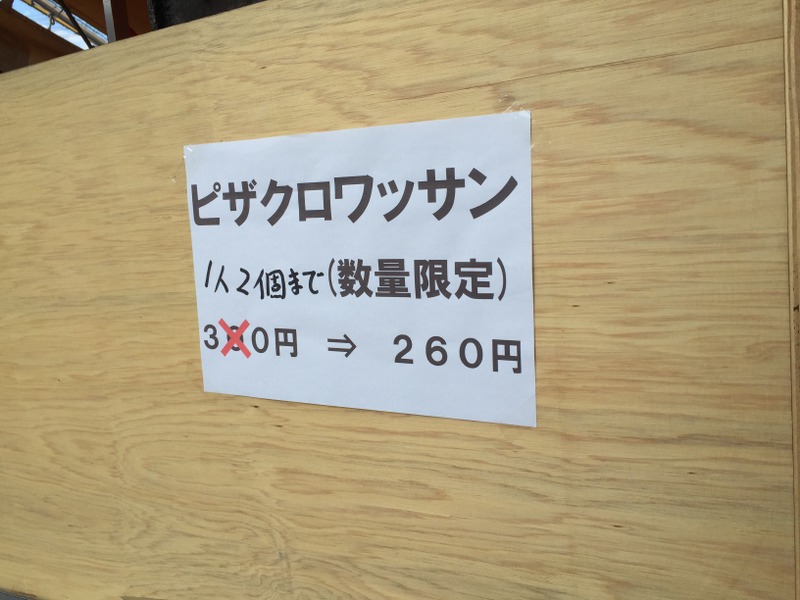 ピザクロワッサン
1人2個まで(数量限定)
300円 ⇒ 260円